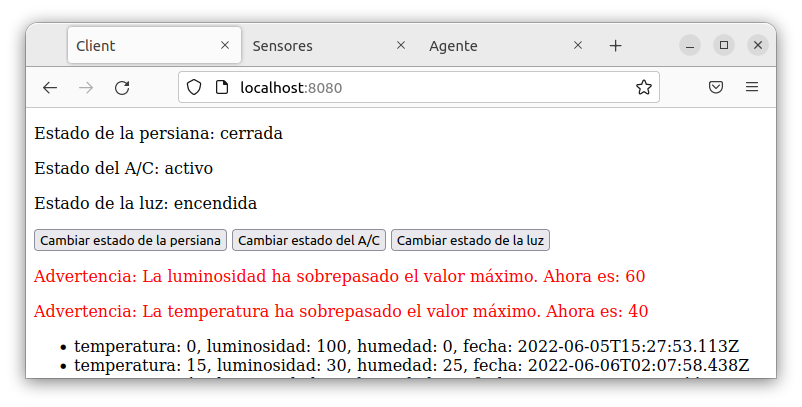 Client
Sensores
Agente
localhost:8080
Estado de la persiana: cerrada
Estado del A/C: activo
Estado de la luz: encendida
Cambiar estado de la persiana Cambiar estado del A/C Cambiar estado de la luz
Advertencia: La luminosidad ha sobrepasado el valor máximo. Ahora es: 60
Advertencia: La temperatura ha sobrepasado el valor máximo. Ahora es: 40
• temperatura: 0, luminosidad: 100, humedad: 0, fecha: 2022-06-05T15:27:53.113Z
• temperatura: 15, luminosidad: 30, humedad: 25, fecha: 2022-06-06T02:07:58.438Z